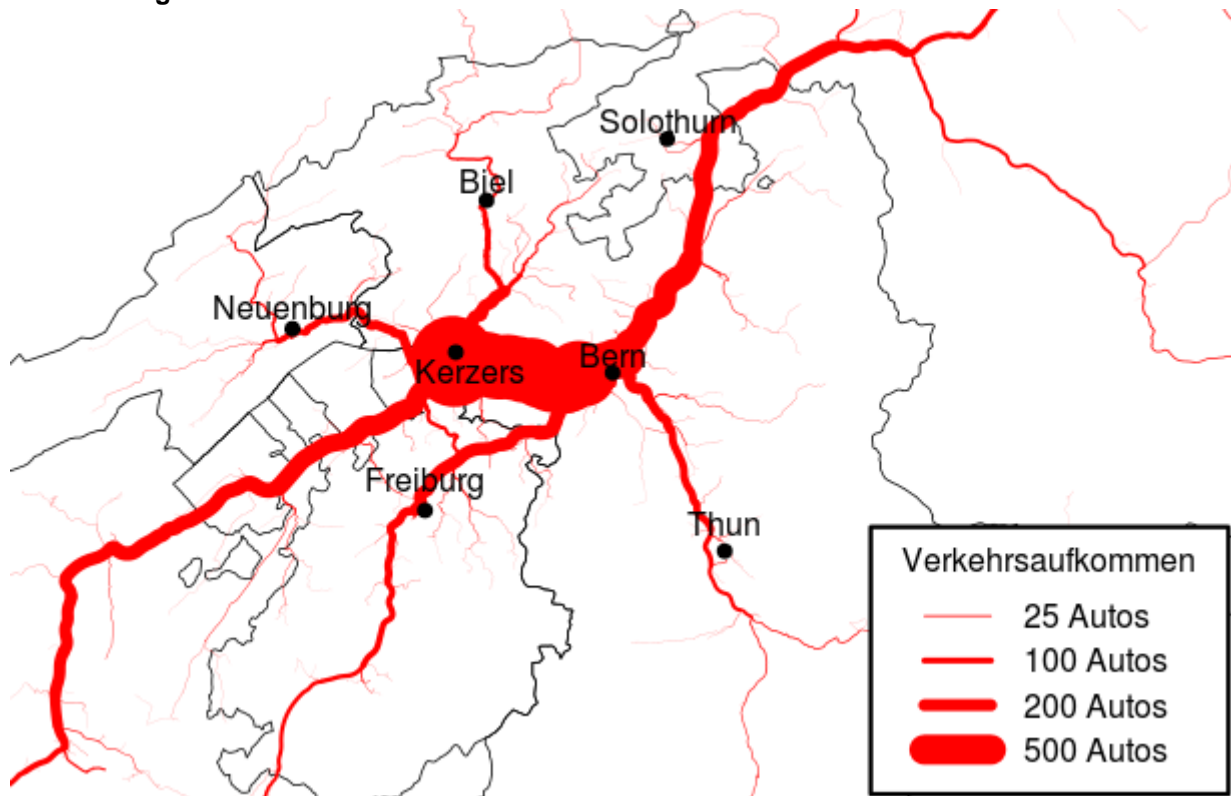 Solothurn
Biel
Neuenburg
Kerzers
Bern
Freiburg
Thun
Verkehrsaufkommen
25 Autos
100 Autos
200 Autos
500 Autos